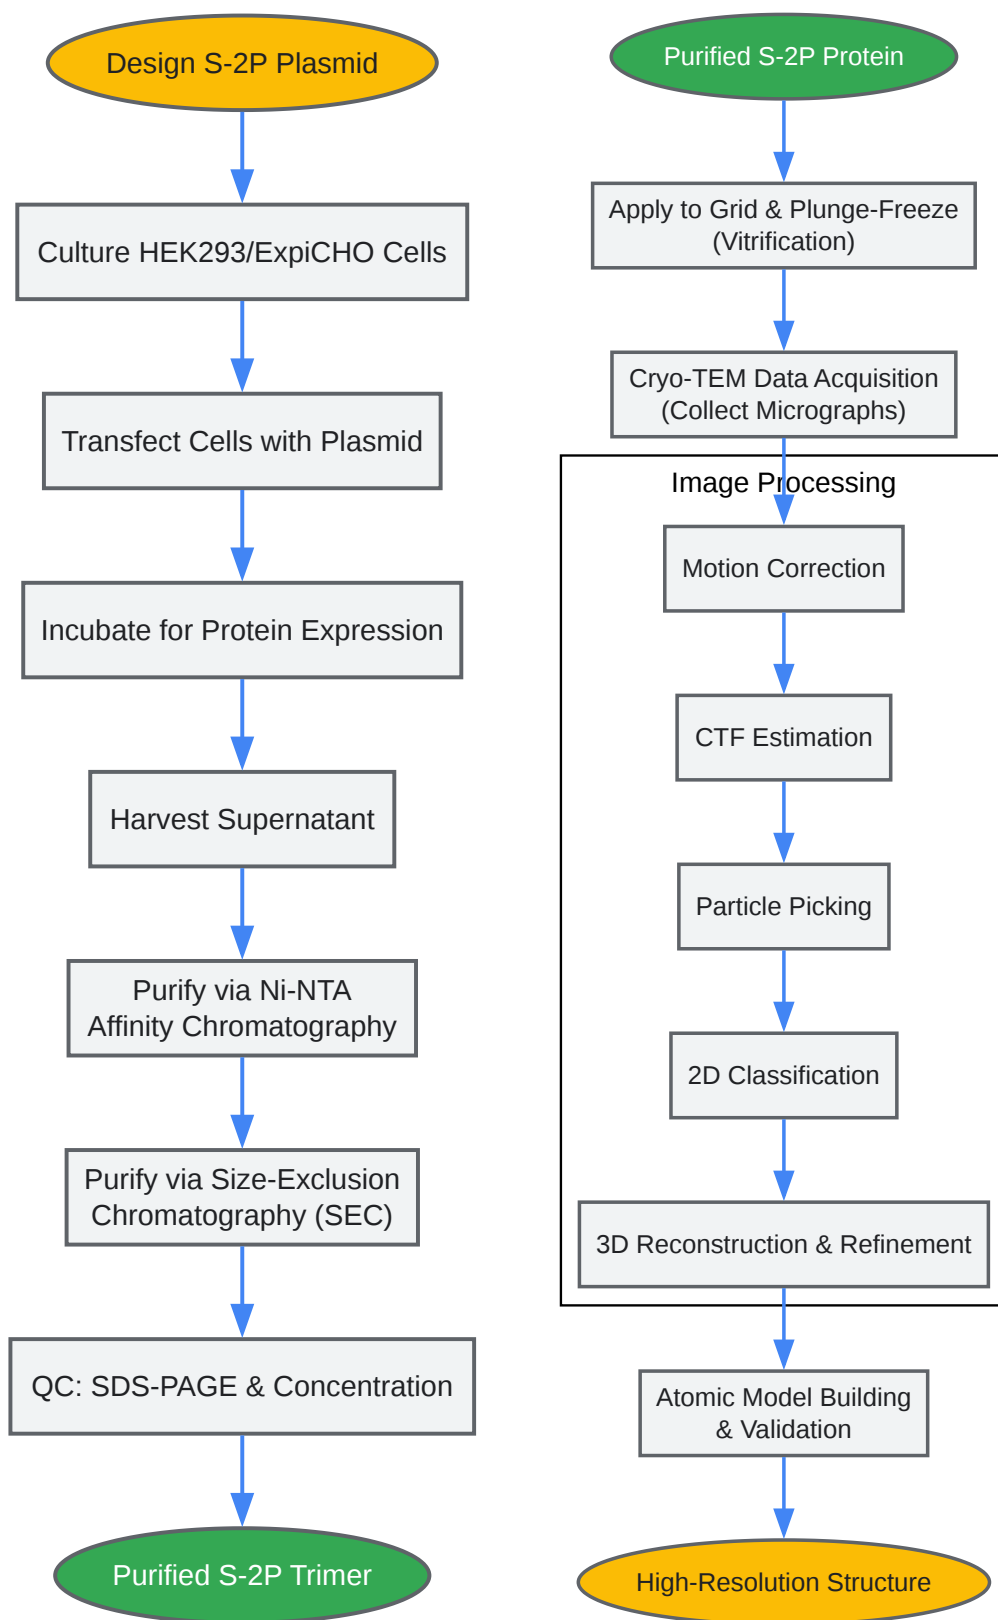 Design S-2P Plasmid
Culture HEK293/ExpiCHO Cells
Transfect Cells with Plasmid
Incubate for Protein Expression
Harvest Supernatant
Purify via Ni-NTA
Affinity Chromatography
Purify via Size-Exclusion
Chromatography (SEC)
QC: SDS-PAGE & Concentration
Purified S-2P Trimer
Purified S-2P Protein
Apply to Grid & Plunge-Freeze
(Vitrification)
Cryo-TEM Data Acquisition
(Collect Micrographs)
Image Processing
Motion Correction
CTF Estimation
Particle Picking
2D Classification
3D Reconstruction & Refinement
Atomic Model Building
& Validation
High-Resolution Structure